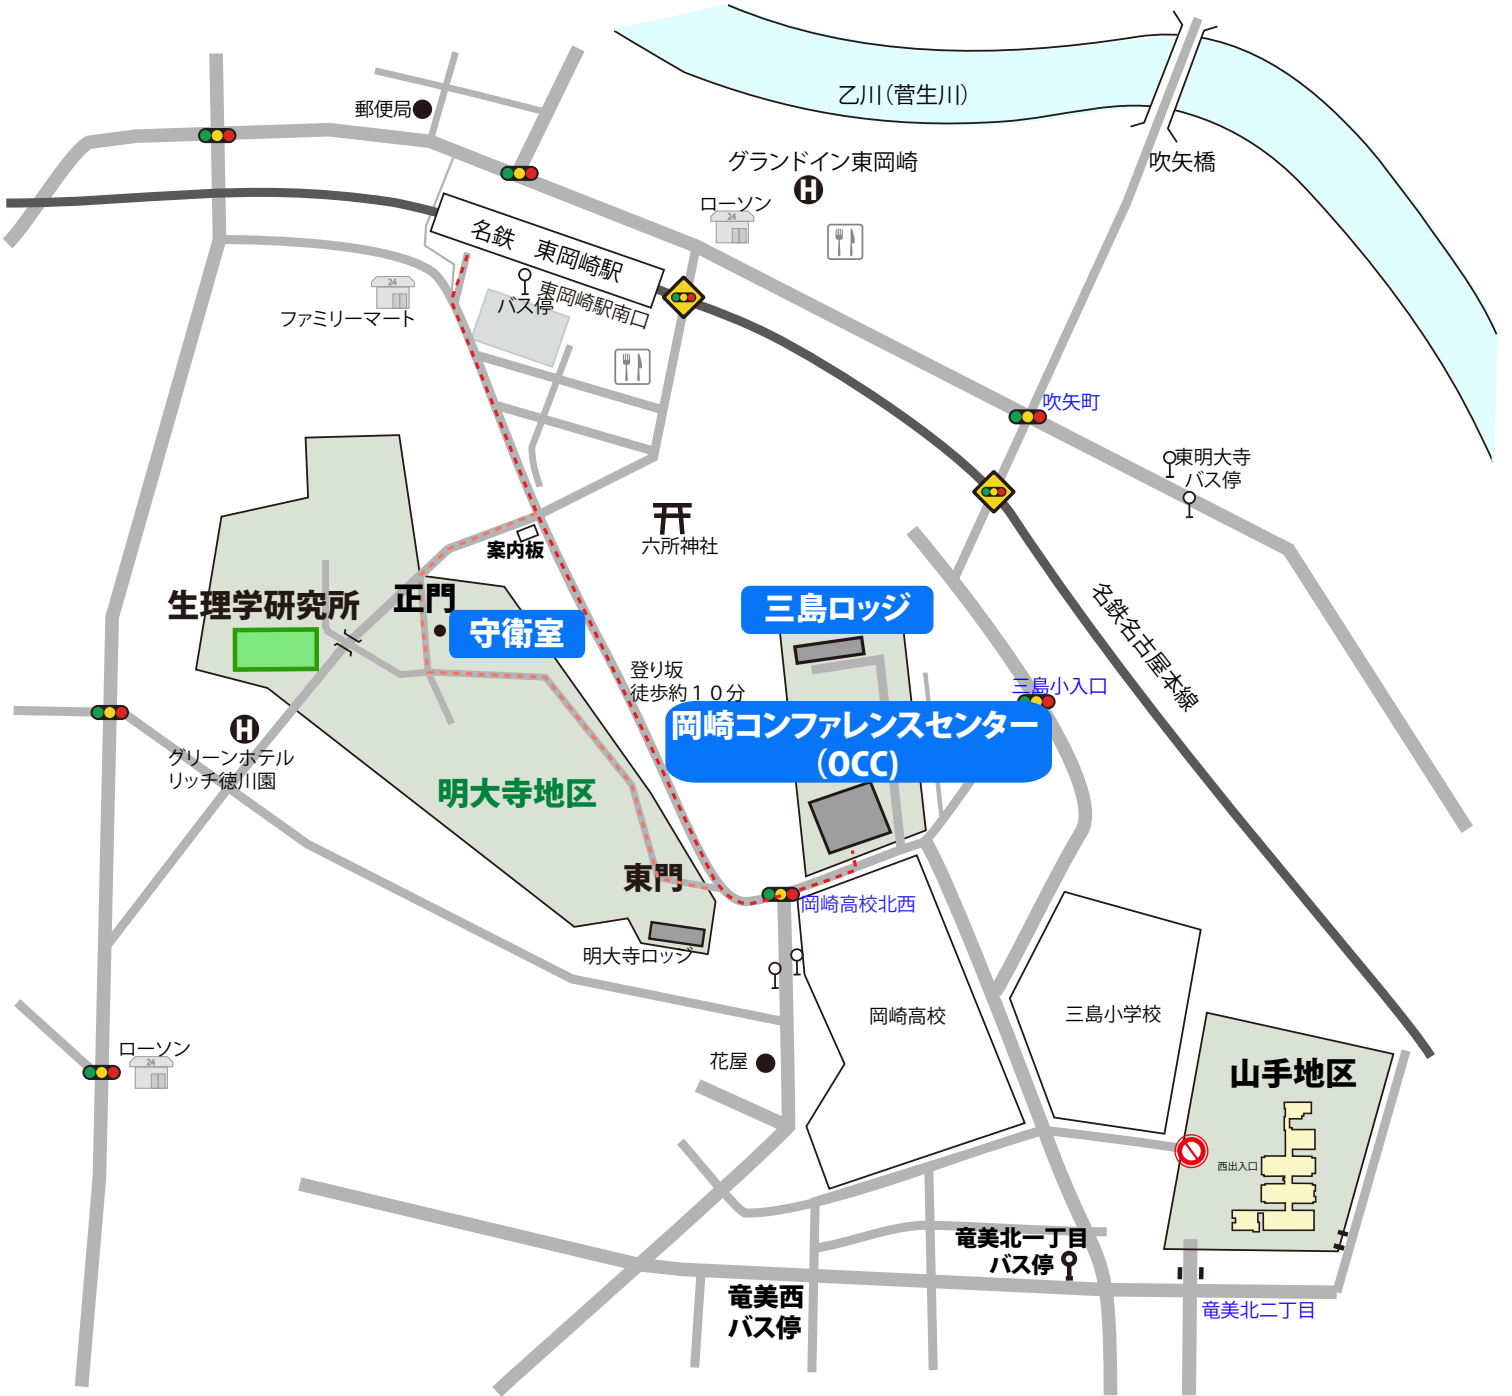 乙川（菅生川）
郵便局
グランドイン東岡崎
吹矢橋
ローソン
24
名鉄　東岡崎駅
東岡崎駅南口
バス停
24
ファミリーマート
吹矢町
東明大寺
バス停
六所神社
案内板
生理学研究所
正門
守衛室
三島ロッジ
名鉄名古屋本線
登り坂
徒歩約１０分
三島小入口
岡崎コンファレンスセンター
（OCC）
H
H
グリーンホテル
リッチ徳川園
明大寺地区
東門
岡崎高校北西
明大寺ロッジ
岡崎高校
三島小学校
ローソン
24
花屋
山手地区
西出入口
竜美北一丁目
バス停
竜美西
バス停
竜美北二丁目